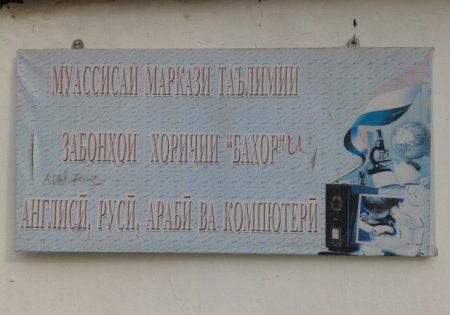 МУАССИСАИ МАРКАЗИ ТАЪЛИМИИ
ЗАБОНҲОИ ХОРИҶИИ "БАҲОР"И
АНГЛИСӢ, РУСӢ, АРАБӢ ВА КОМПЮТЕРӢ